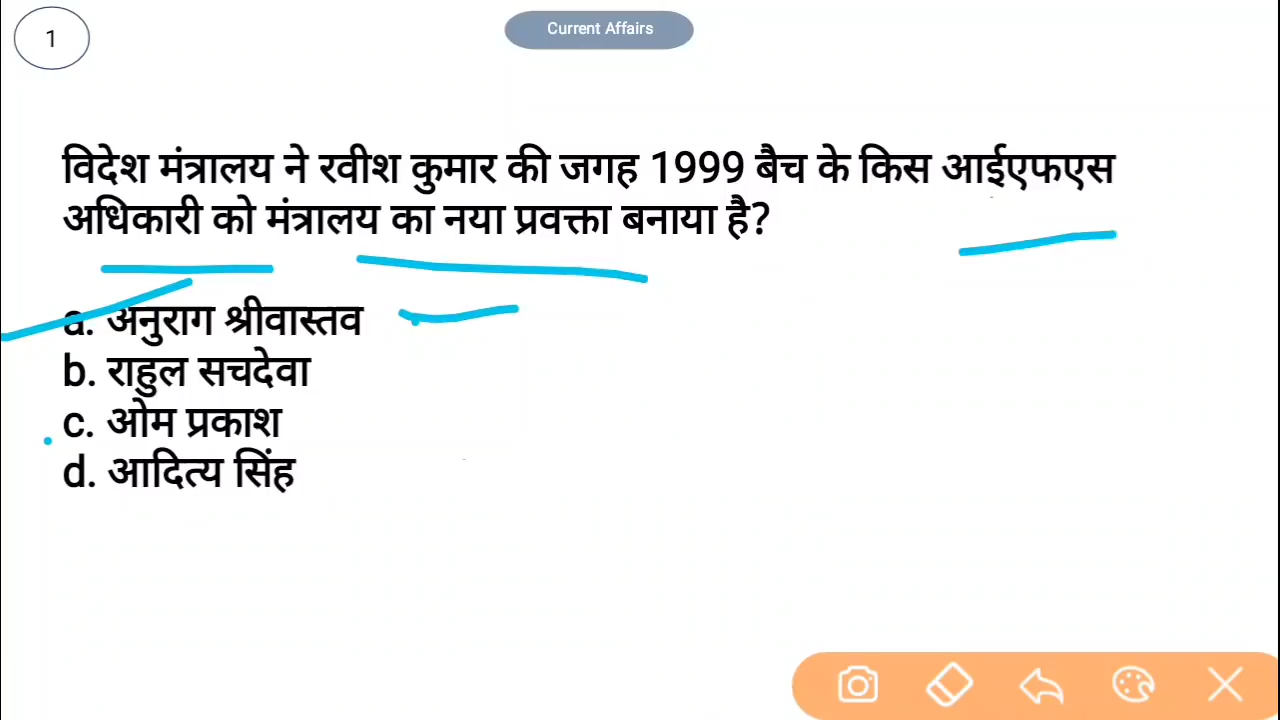 1
Current Affairs
विदेश मंत्रालय ने रवीश कुमार की जगह 1999 बैच के किस आईएफएस
अधिकारी को मंत्रालय का नया प्रवक्ता बनाया है?
a. अनुराग श्रीवास्तव
b. राहुल सचदेवा
c. ओम प्रकाश
d. आदित्य सिंह